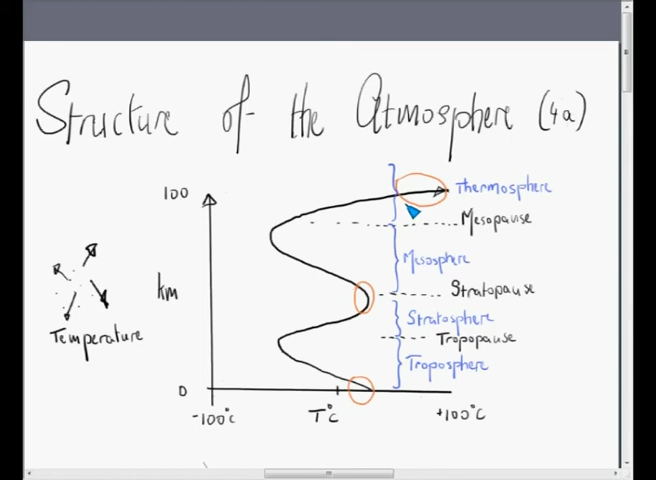 Structure of the Atmosphere (4a)
100
Thermosphere
Mesopause
Mesosphere
km
Stratopause
Stratosphere
Temperature
Tropopause
Troposphere
0
-100°C
T°C
+100°C